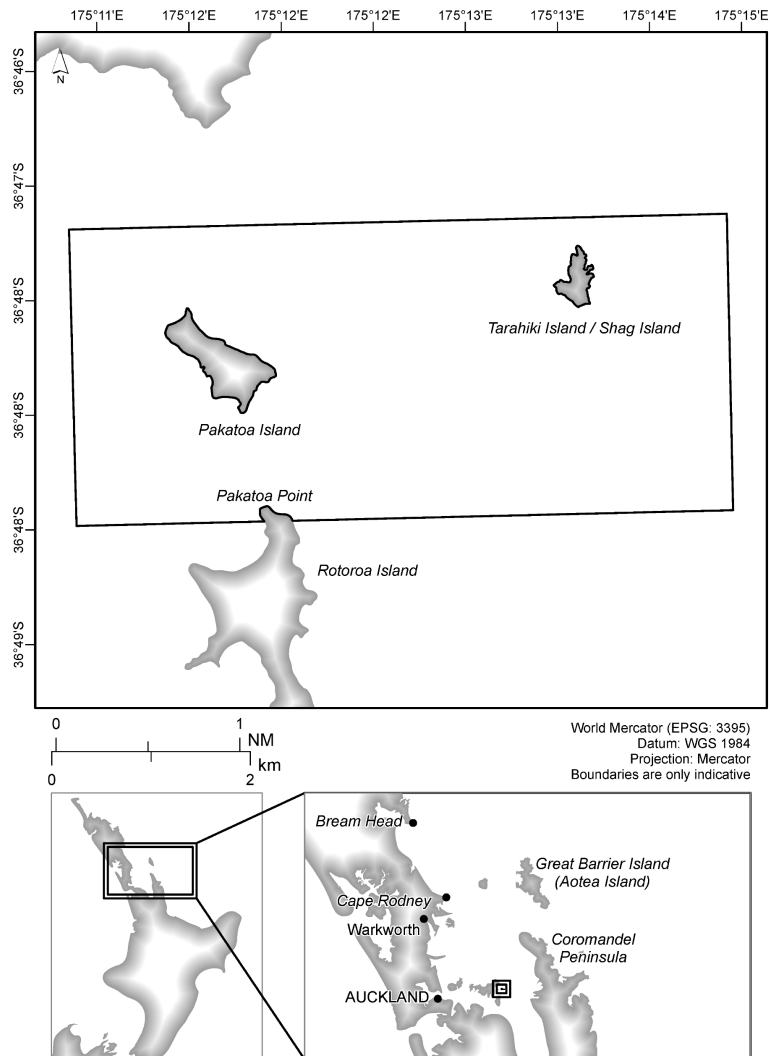 175°11'E 175°12'E 175°12'E 175°12'E 175°13'E 175°13'E 175°14'E 175°15'E
36°46'S
N
36°47'S
36°48'S
Tarahiki Island / Shag Island
36°48'S
Pakatoa Island
Pakatoa Point
36°48'S
Rotoroa Island
36°49'S
0 1
NM
km
0 2
World Mercator (EPSG: 3395)
Datum: WGS 1984
Projection: Mercator
Boundaries are only indicative
Bream Head
Great Barrier Island
(Aotea Island)
Cape Rodney
Warkworth
Coromandel
Peninsula
AUCKLAND